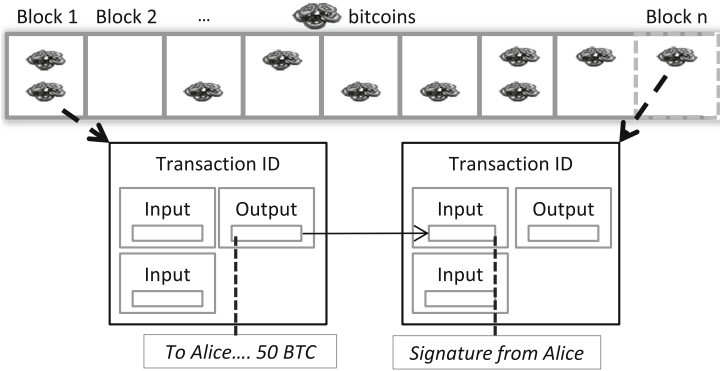 Block 1 Block 2 ... bitcoins Block n
Transaction ID
Input Output
Input
To Alice.... 50 BTC
Transaction ID
Input Output
Input
Signature from Alice